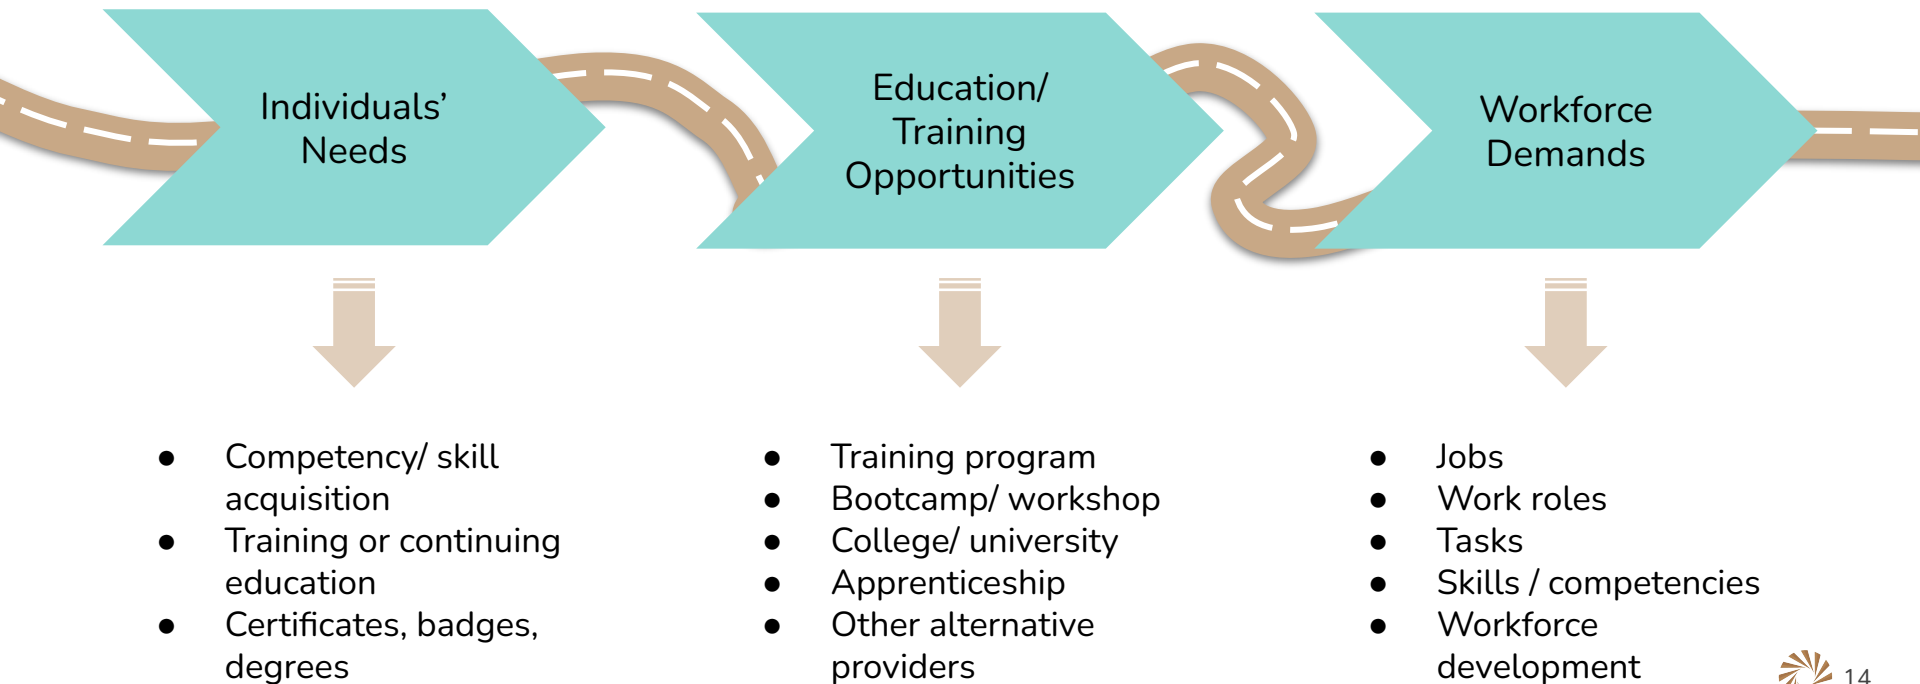 Individuals’
Needs
Education/
Training
Opportunities
Workforce
Demands
● Competency/ skill
acquisition
● Training or continuing
education
● Certificates, badges,
degrees
● Training program
● Bootcamp/ workshop
● College/ university
● Apprenticeship
● Other alternative
providers
● Jobs
● Work roles
● Tasks
● Skills / competencies
● Workforce
development
14